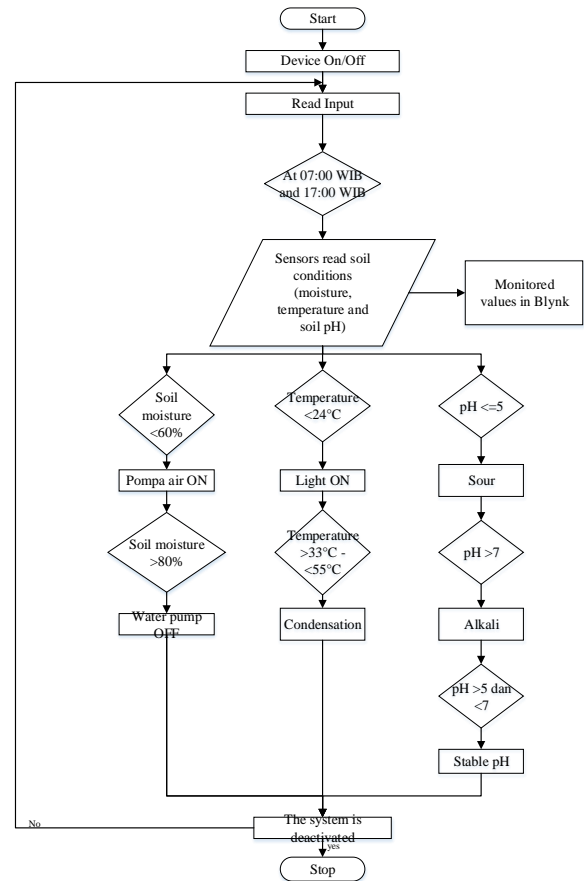 Start
Device On/Off
Read Input
At 07:00 WIB
and 17:00 WIB
Sensors read soil
conditions
(moisture,
temperature and
soil pH)
Monitored
values in Blynk
Soil
moisture
<60%
Temperature
<24°C
pH <=5
Pompa air ON
Light ON
Sour
Soil moisture
>80%
Temperature
>33°C -
<55°C
pH >7
Water pump
OFF
Condensation
Alkali
pH >5 dan
<7
Stable pH
The system is
deactivated
No
yes
Stop